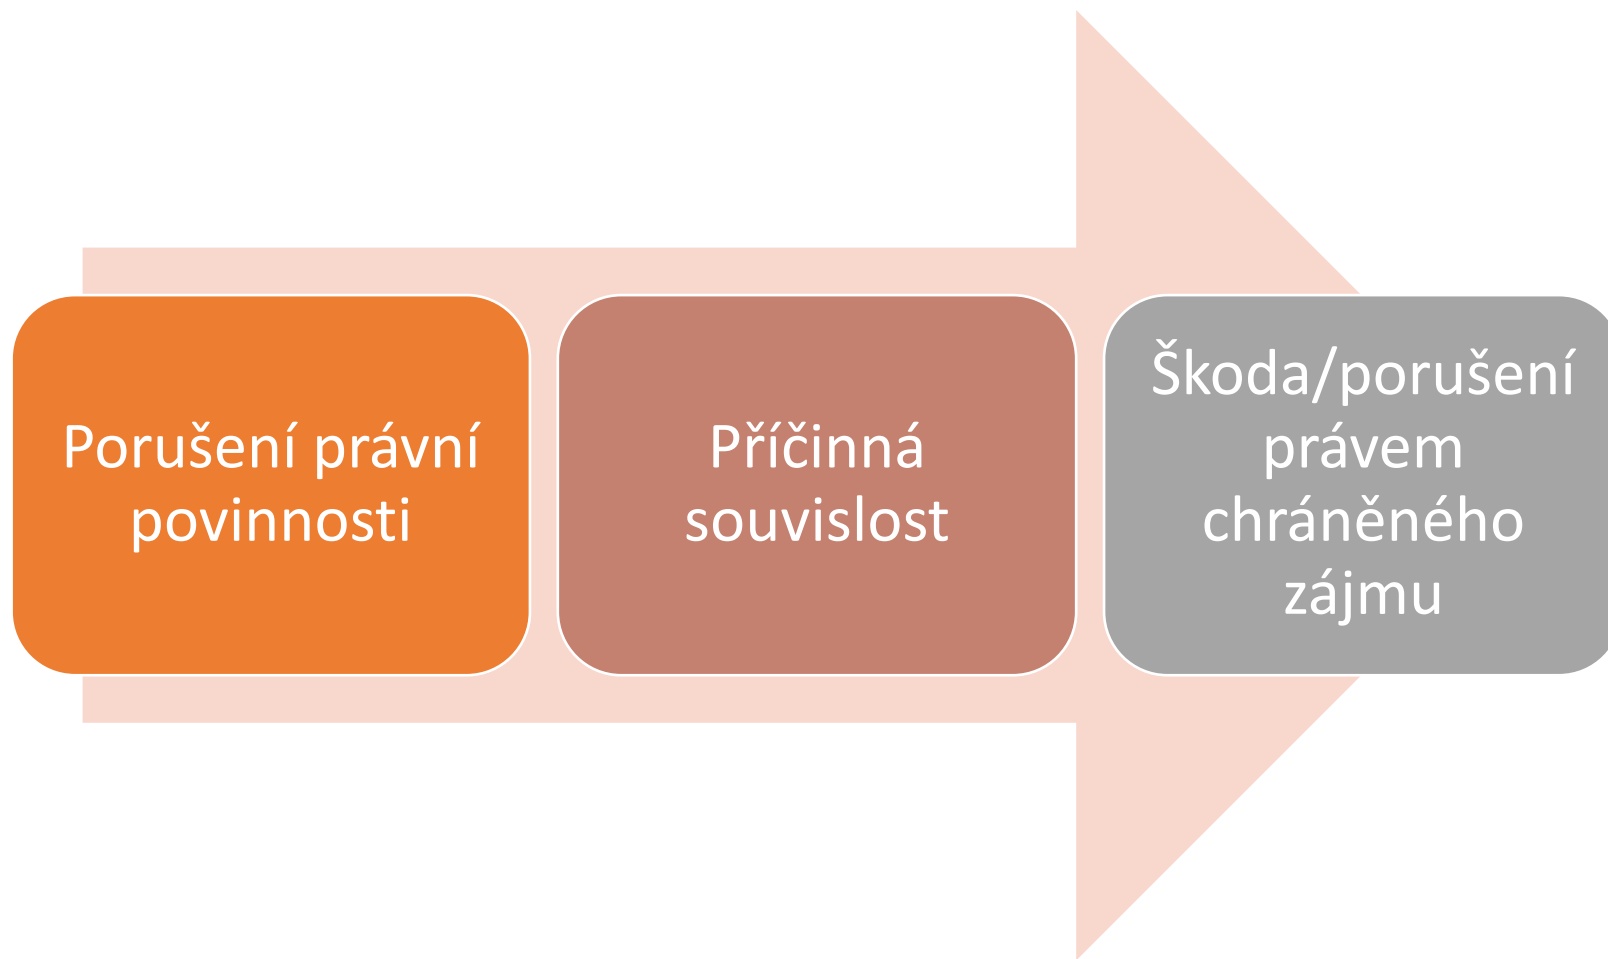 Porušení právní
povinnosti
Příčinná
souvislost
Škoda/porušení
právem
chráněného
zájmu